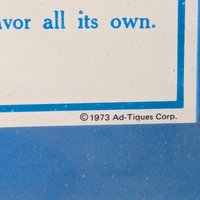 avor all its own.
© 1973 Ad-Tiques Corp.